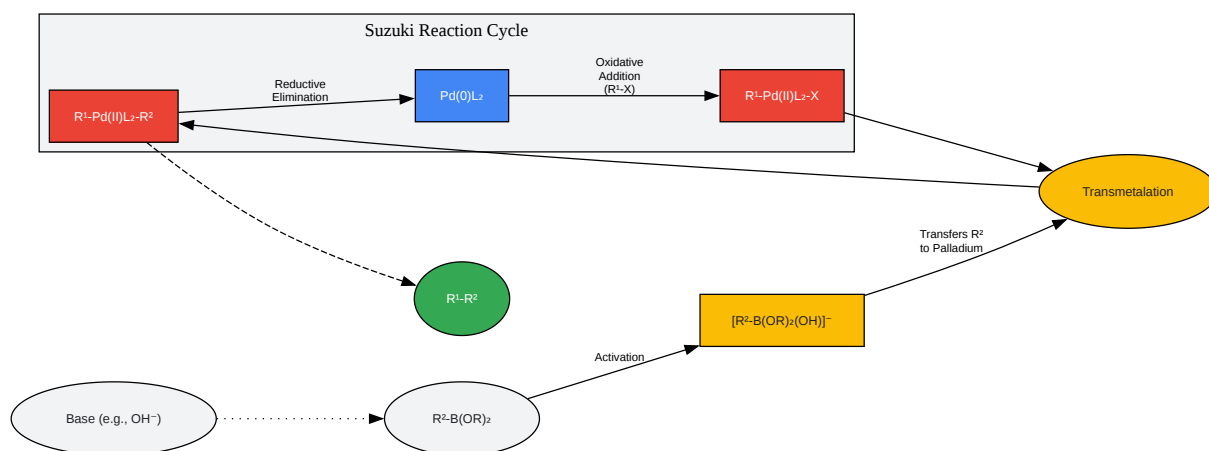 Suzuki Reaction Cycle
Reductive
Elimination
Oxidative
Addition
(R¹-X)
R¹-Pd(II)L₂-R²
Pd(0)L₂
R¹-Pd(II)L₂-X
Transmetalation
Transfers R²
to Palladium
R¹-R²
[R²-B(OR)₂(OH)]⁻
Activation
Base (e.g., OH⁻)
R²-B(OR)₂